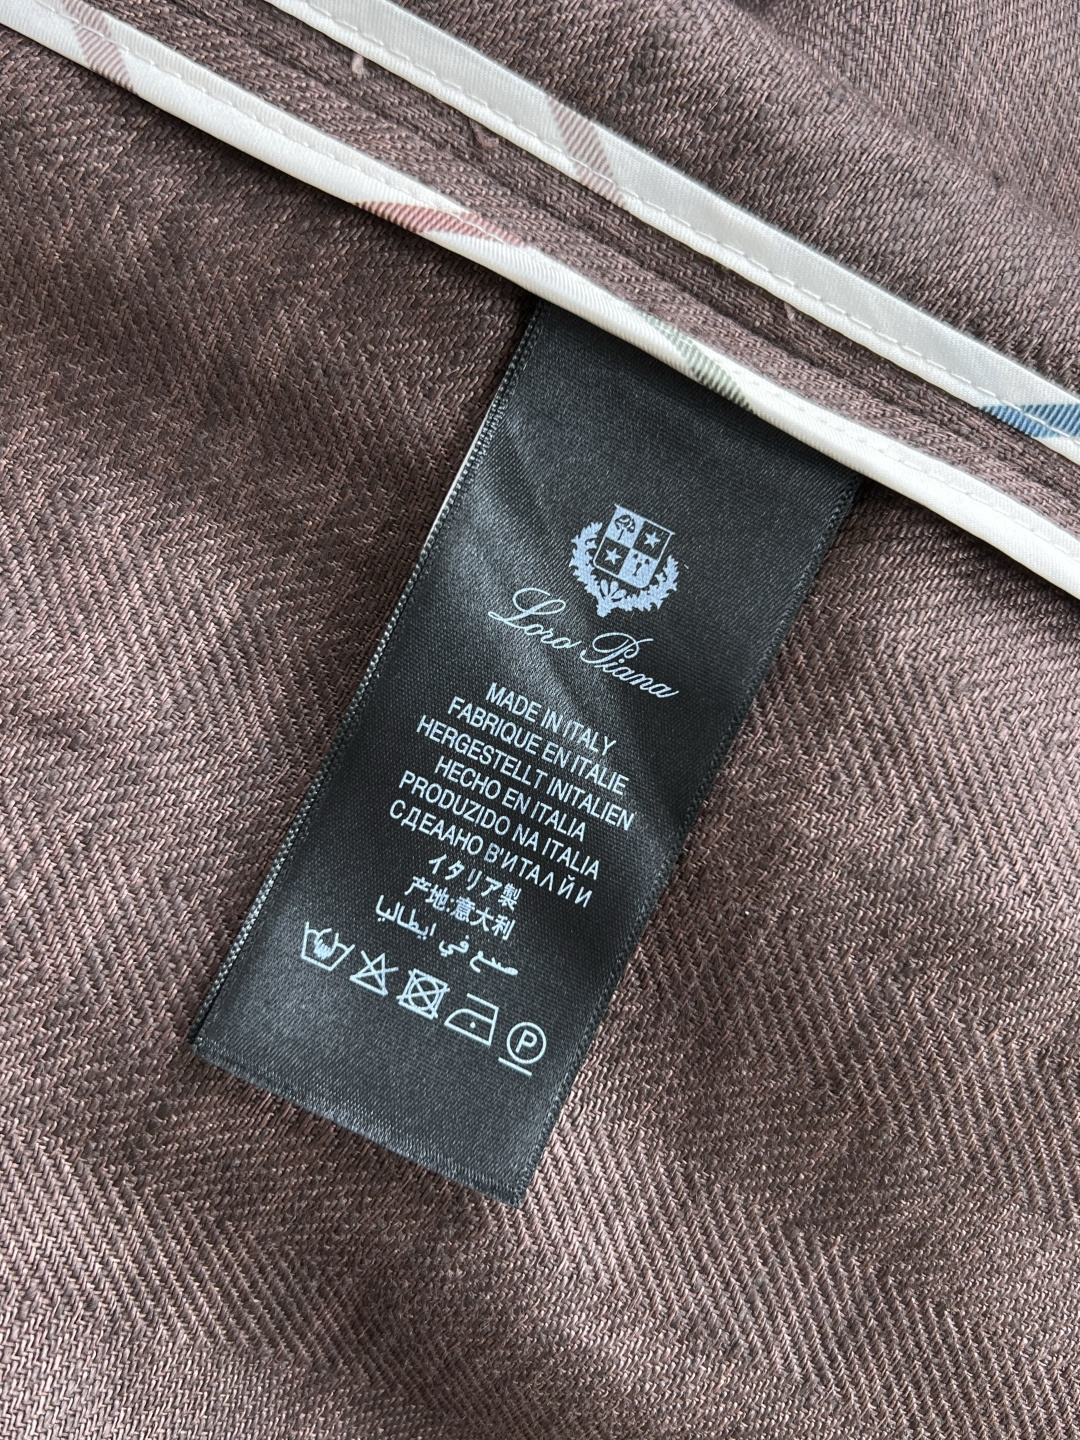 Loro Piana
MADE IN ITALY
FABRIQUE EN ITALIE
HERGESTELLT INITALIEN
HECHO EN ITALIA
PRODUZIDO NA ITALIA
СДЕААНО В'ИТАЛЙИ
イタリア製
产地:意大利
صنع في ايطاليا
P